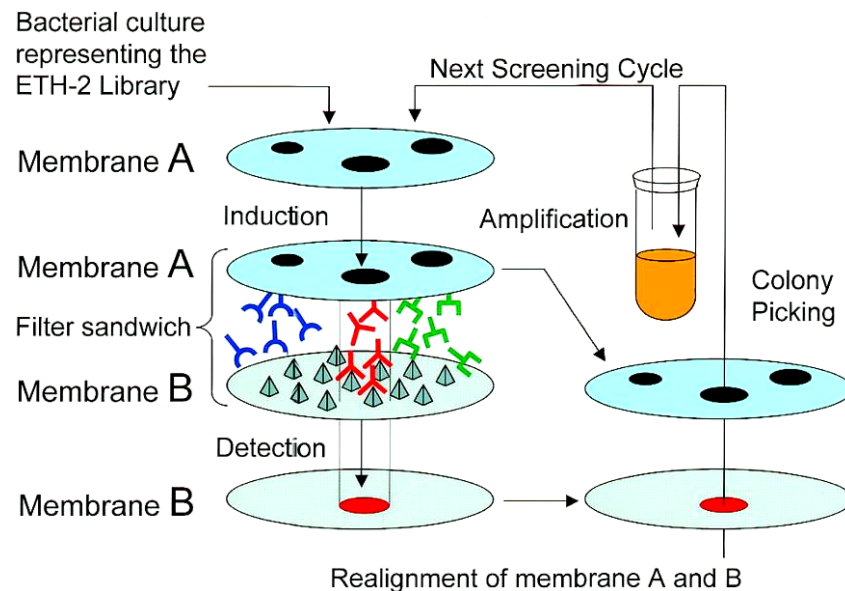 Bacterial culture
representing the
ETH-2 Library
Next Screening Cycle
Membrane A
Induction
Amplification
Membrane A
Colony
Picking
Filter sandwich
Membrane B
Detection
Membrane B
Realignment of membrane A and B